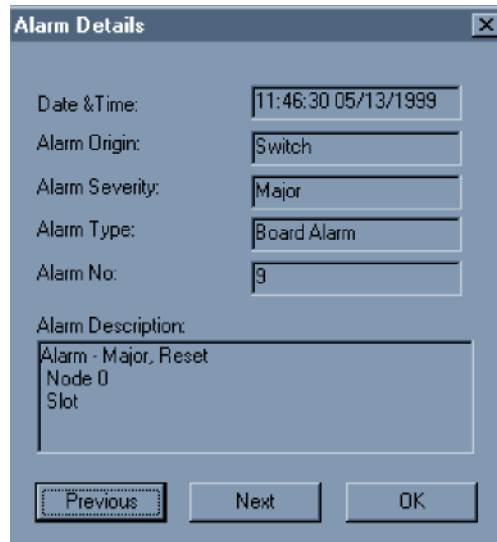 Alarm Details
Date &Time: 11:46:30 05/13/1999
Alarm Origin: Switch
Alarm Severity: Major
Alarm Type: Board Alarm
Alarm No: 9
Alarm Description:
Alarm - Major, Reset
Node 0
Slot
Previous Next OK